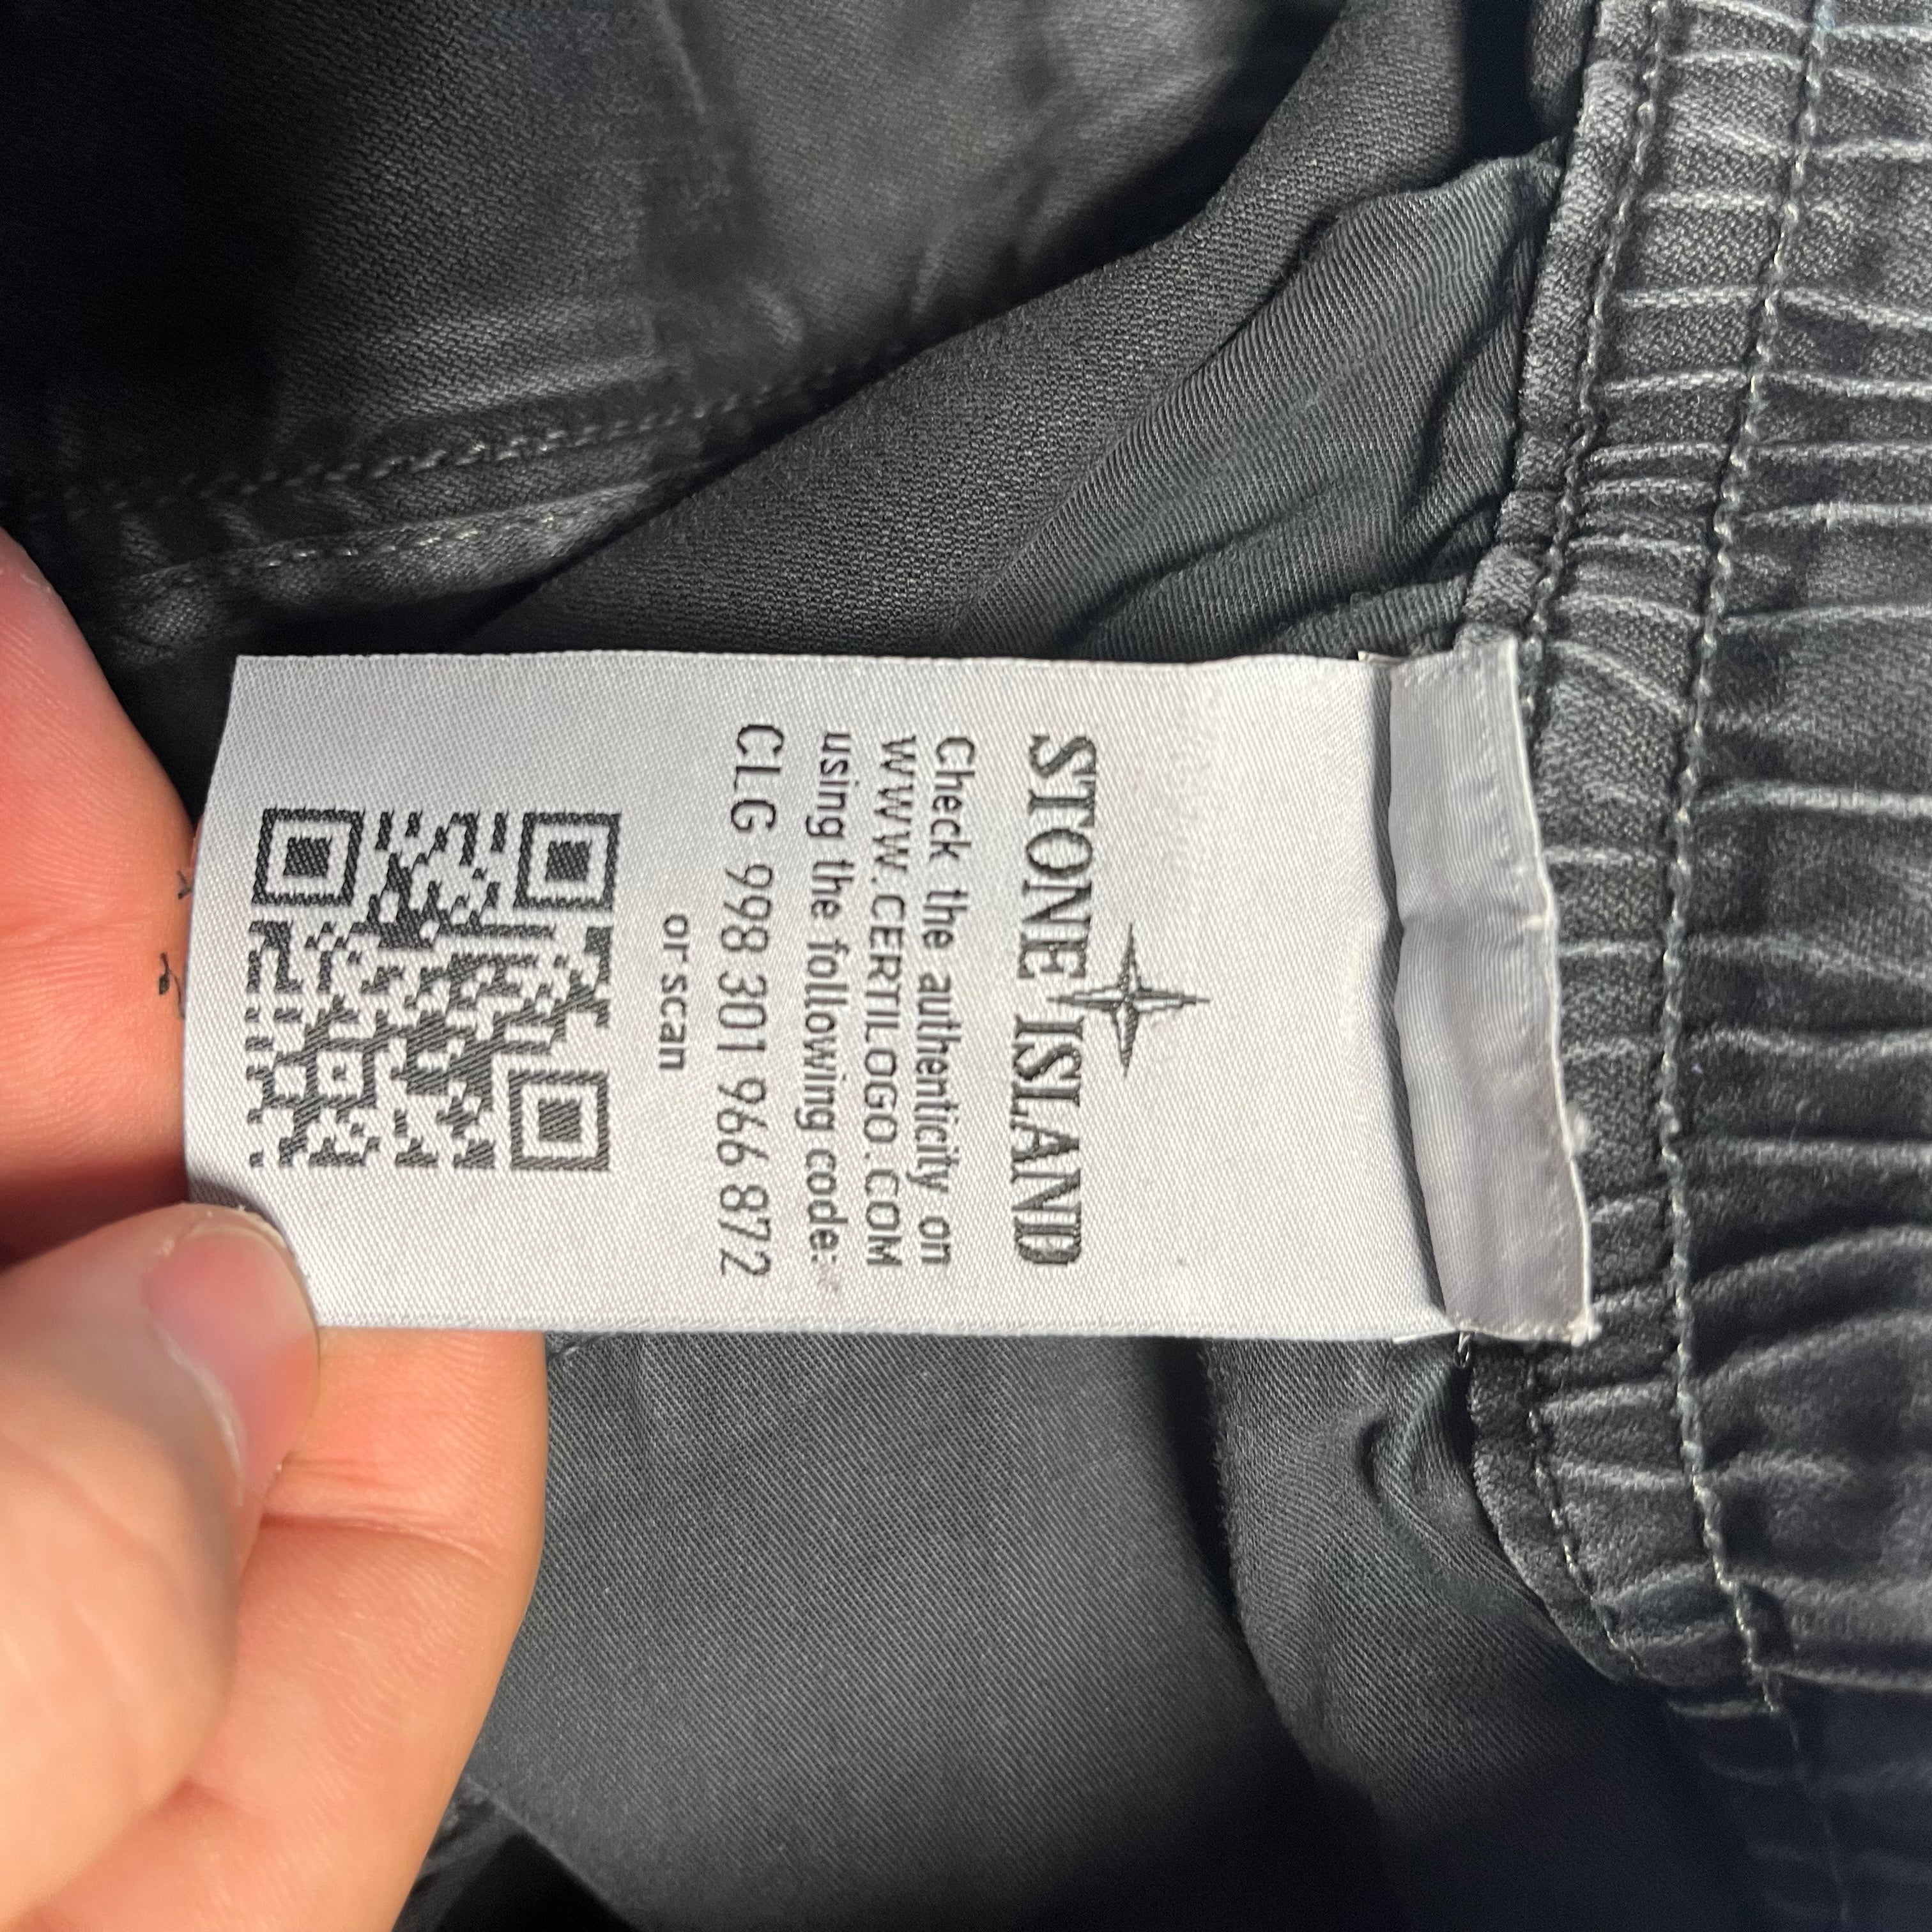 STONE ISLAND
Check the authenticity on
WWW.CERTILOGO.COM
using the following code:
CLG 998 301 966 872
or scan